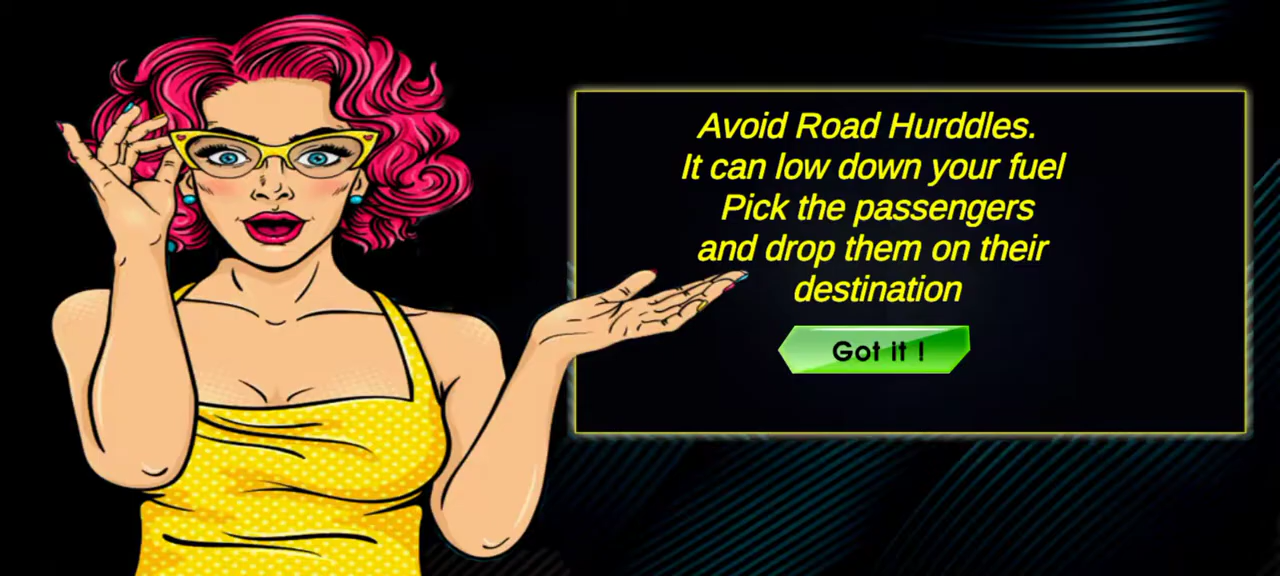 Avoid Road Hurddles.
It can low down your fuel
Pick the passengers
and drop them on their
destination
Got it !